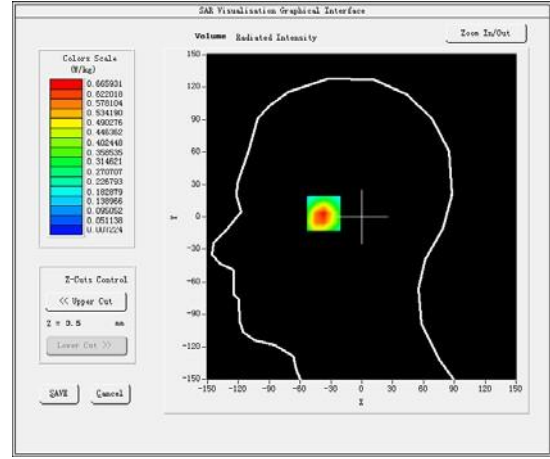 SAR Visualisation Graphical Interface
Colors Scale
(W/kg)
0.665931
0.622018
0.578104
0.534190
0.490276
0.446362
0.402448
0.358535
0.314621
0.270707
0.226793
0.182879
0.138966
0.095052
0.051138
0.007224
Z-Cuts Control
<< Upper Cut
Z = 3.5 mm
Lower Cut >>
SAVE Cancel
Volume Radiated Intensity
Zoom In/Out
150
120
90
60
30
0
-30
-60
-90
-120
-150
Y
-150 -120 -90 -60 -30 0 30 60 90 120 150
X